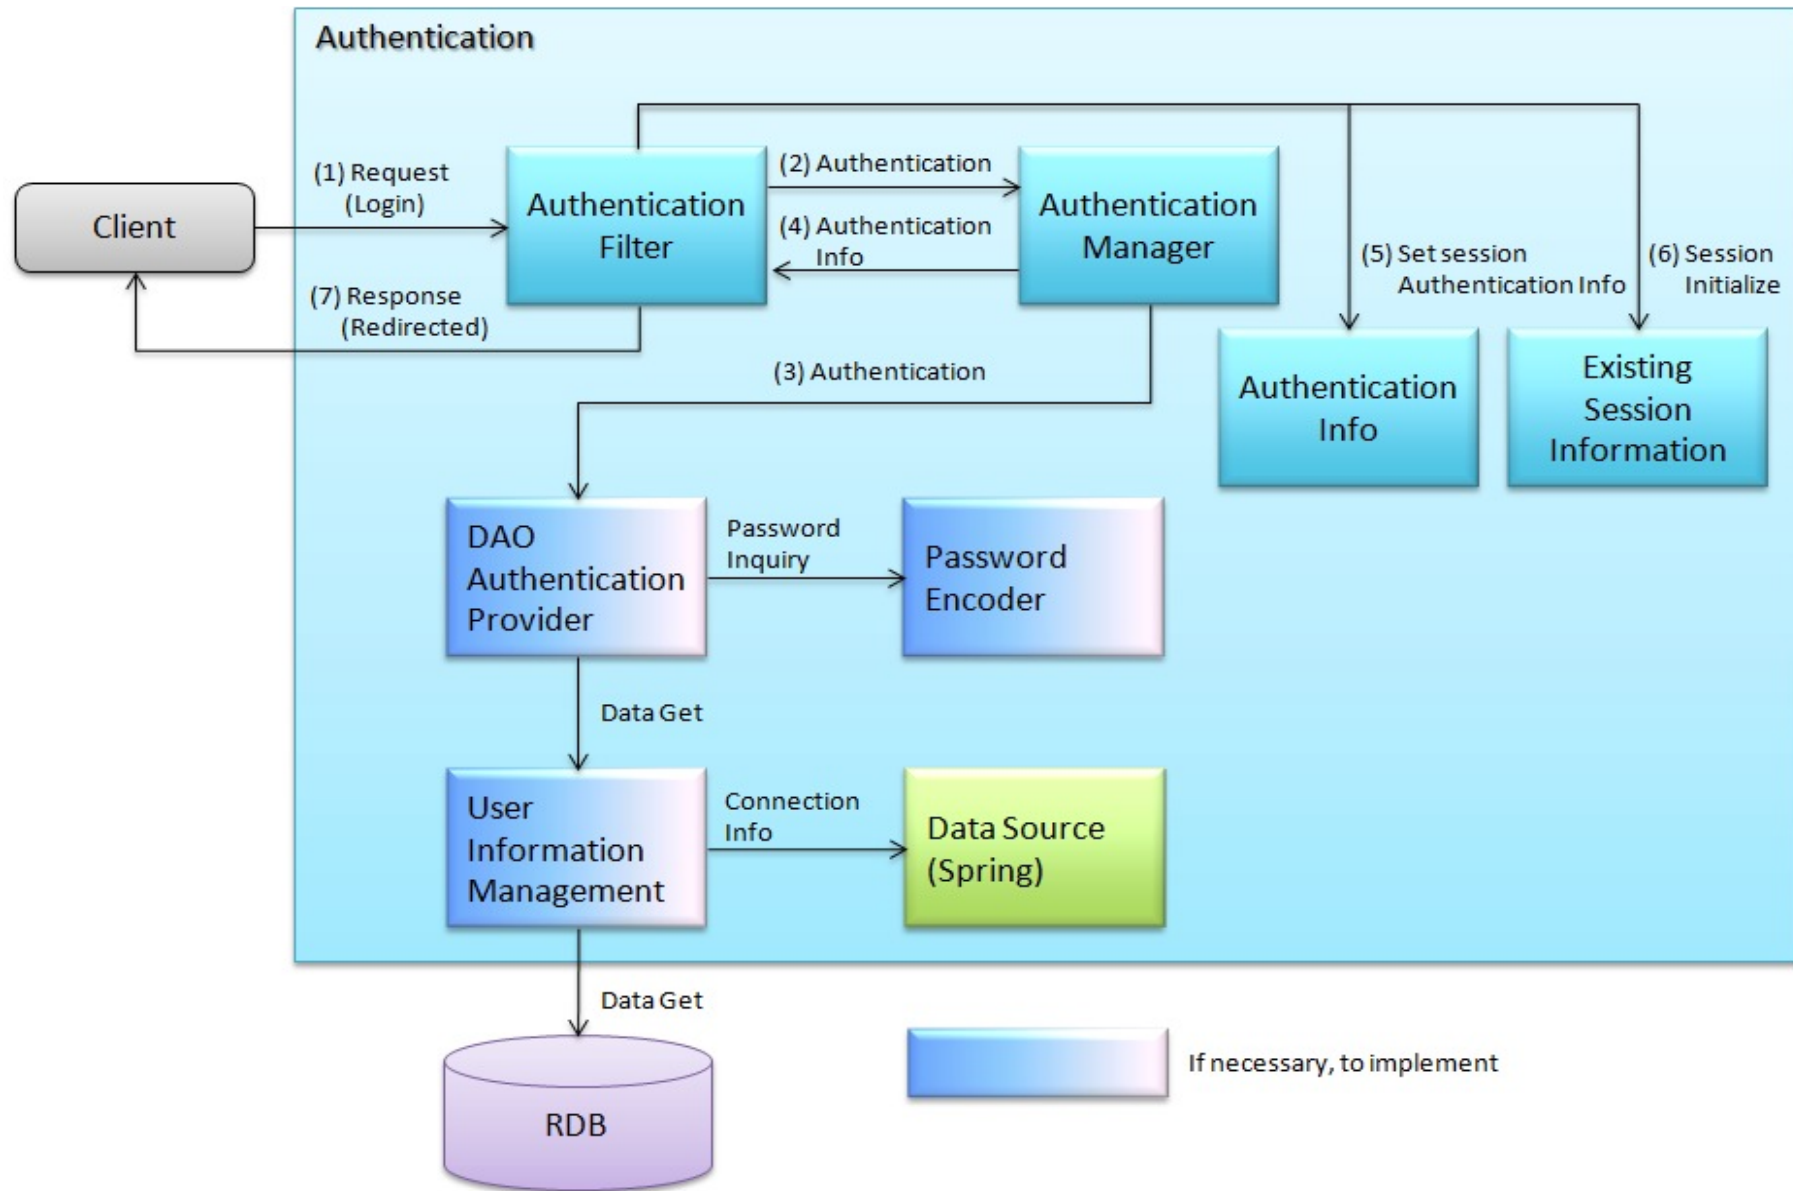 Authentication
(1) Request
(Login)
Client
Authentication
Filter
(2) Authentication
(4) Authentication
Info
Authentication
Manager
(5) Set session
Authentication Info
(6) Session
Initialize
(7) Response
(Redirected)
(3) Authentication
Authentication
Info
Existing
Session
Information
DAO
Authentication
Provider
Password
Inquiry
Password
Encoder
Data Get
User
Information
Management
Connection
Info
Data Source
(Spring)
Data Get
RDB
If necessary, to implement